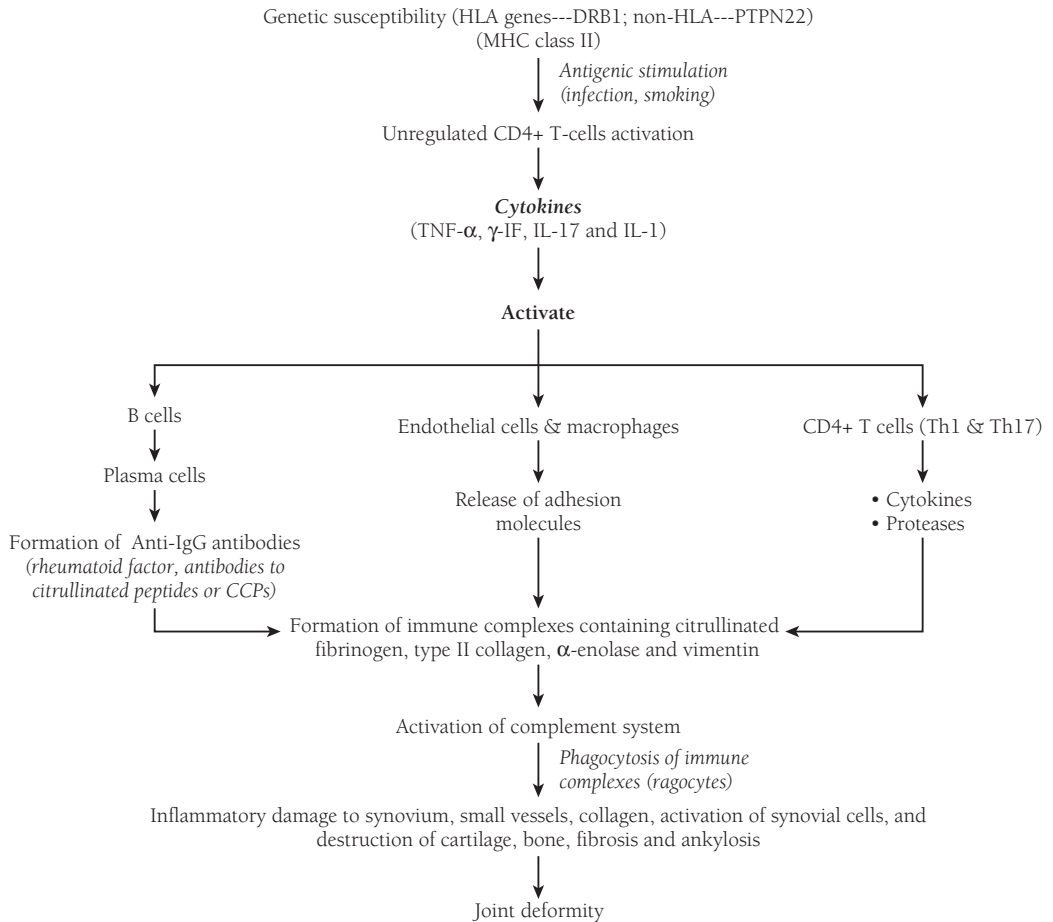 Genetic susceptibility (HLA genes---DRB1; non-HLA---PTPN22)
(MHC class II)
Antigenic stimulation
(infection, smoking)
Unregulated CD4+ T-cells activation
Cytokines
(TNF-α, γ-IF, IL-17 and IL-1)
Activate
B cells
Endothelial cells & macrophages
CD4+ T cells (Th1 & Th17)
Plasma cells
Release of adhesion
molecules
• Cytokines
• Proteases
Formation of Anti-IgG antibodies
(rheumatoid factor, antibodies to
citrullinated peptides or CCPs)
Formation of immune complexes containing citrullinated
fibrinogen, type II collagen, α-enolase and vimentin
Activation of complement system
Phagocytosis of immune
complexes (ragocytes)
Inflammatory damage to synovium, small vessels, collagen, activation of synovial cells, and
destruction of cartilage, bone, fibrosis and ankylosis
Joint deformity